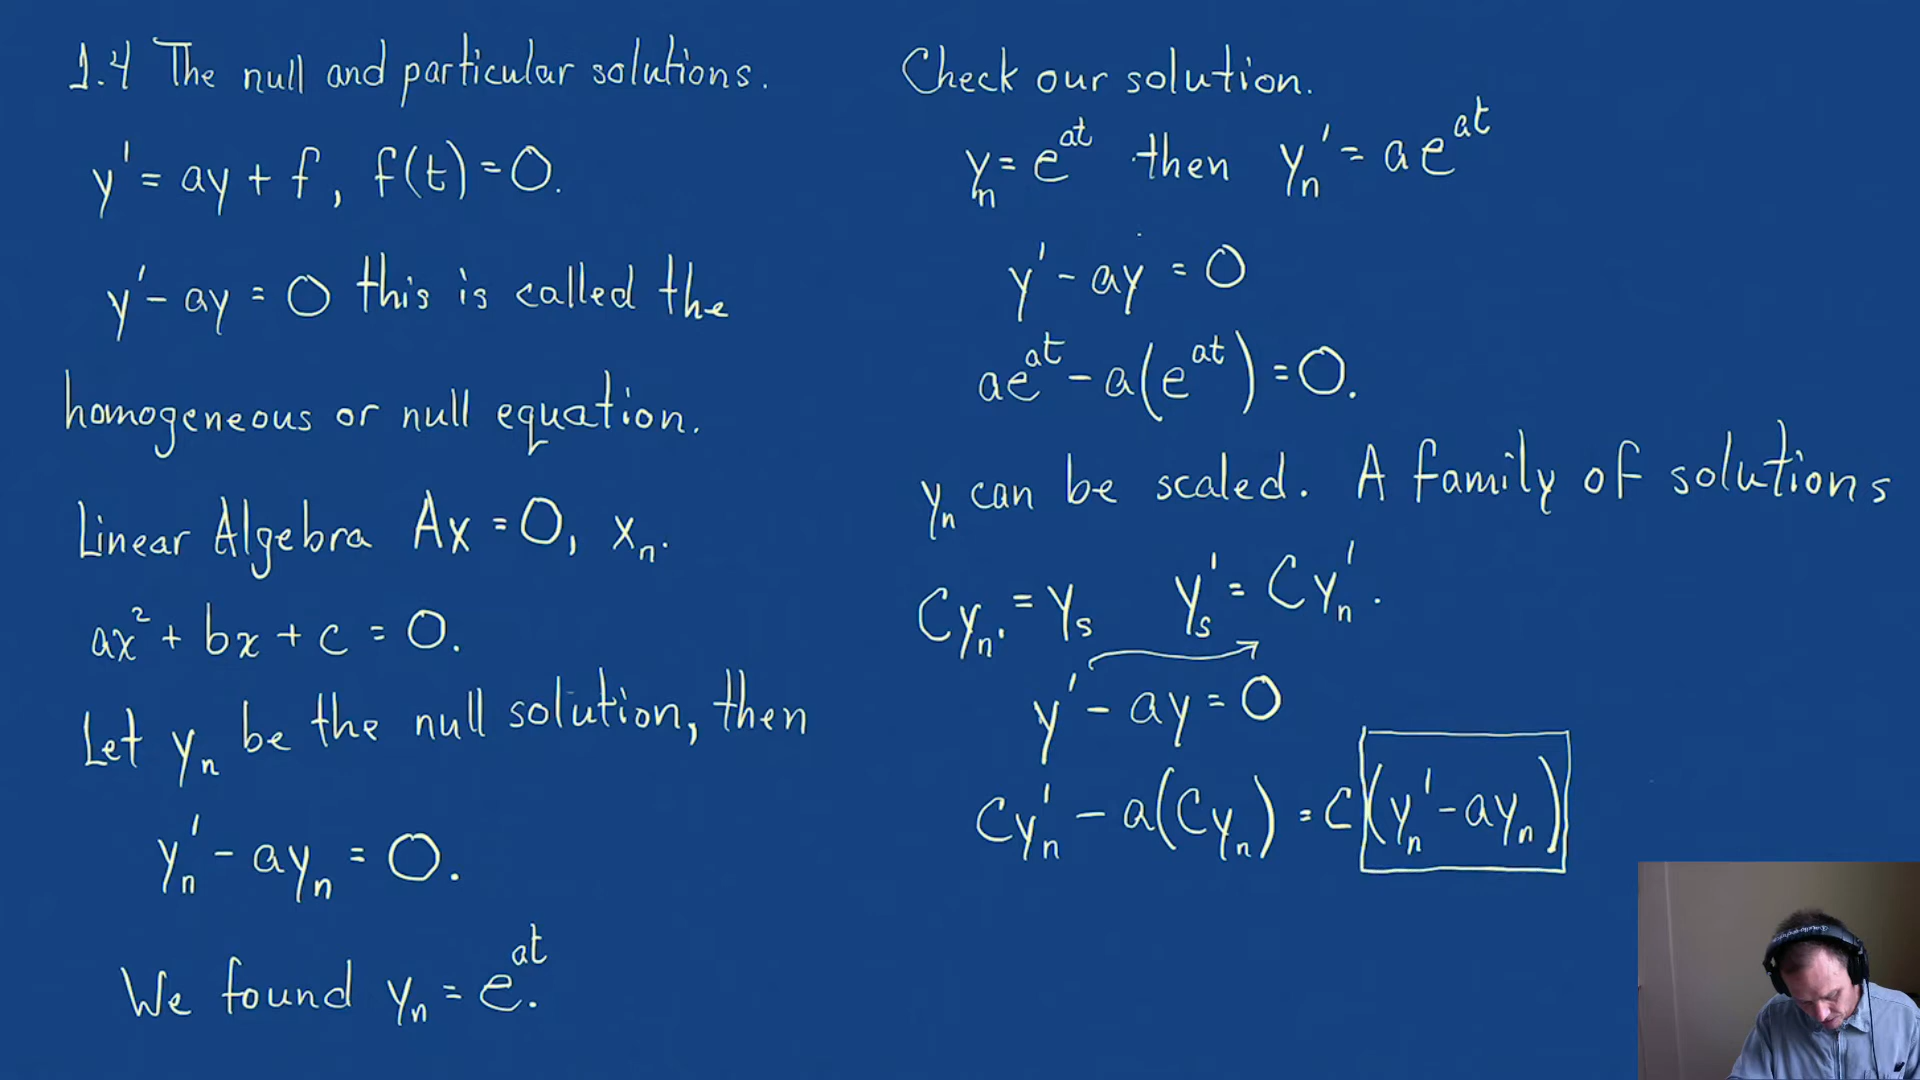 1.4 The null and particular solutions.
y' = ay + f, f(t) = 0.
y' - ay = 0 this is called the
homogeneous or null equation.
Linear Algebra Ax = 0, xₙ.
ax² + bx + c = 0.
Let yₙ be the null solution, then
yₙ' - ayₙ = 0.
We found yₙ = e^at.
Check our solution.
yₙ = e^at then yₙ' = ae^at
y' - ay = 0
ae^at - a(e^at) = 0.
yₙ can be scaled. A family of solutions
Cyₙ. = yₛ yₛ' = Cyₙ'.
y' - ay = 0
Cyₙ' - a(Cyₙ) = C(yₙ' - ayₙ)